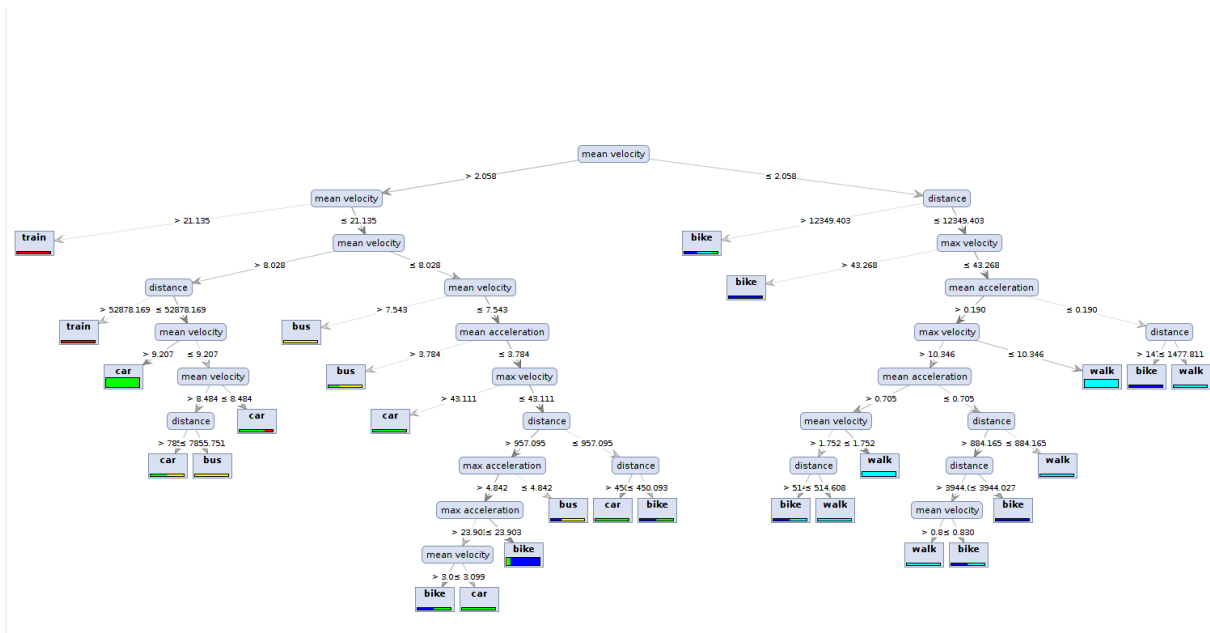 mean velocity
> 2.058 ≤ 2.058
mean velocity distance
> 21.135 ≤ 21.135 > 12349.403 ≤ 12349.403
train mean velocity bike max velocity
> 8.028 ≤ 8.028 > 43.268 ≤ 43.268
distance mean velocity bike mean acceleration
> 52878.169 ≤ 52878.169 > 7.543 ≤ 7.543 > 0.190 ≤ 0.190
train mean velocity bus mean acceleration max velocity distance
> 9.207 ≤ 9.207 > 3.784 ≤ 3.784 > 10.346 ≤ 10.346 ≤ 1477.811
car mean velocity bus max velocity mean acceleration walk bike walk
> 8.484 ≤ 8.484 > 43.111 ≤ 43.111 > 0.705 ≤ 0.705
distance car car distance mean velocity distance
≤ 7855.751 > 957.095 ≤ 957.095 > 1.752 ≤ 1.752 > 884.165 ≤ 884.165
car bus max acceleration distance distance walk distance walk
> 4.842 ≤ 4.842 ≤ 450.093 ≤ 514.608 ≤ 3944.027
max acceleration bus car bike bike walk mean velocity bike
≤ 23.903 ≤ 0.830
mean velocity bike walk bike
≤ 3.099
bike car